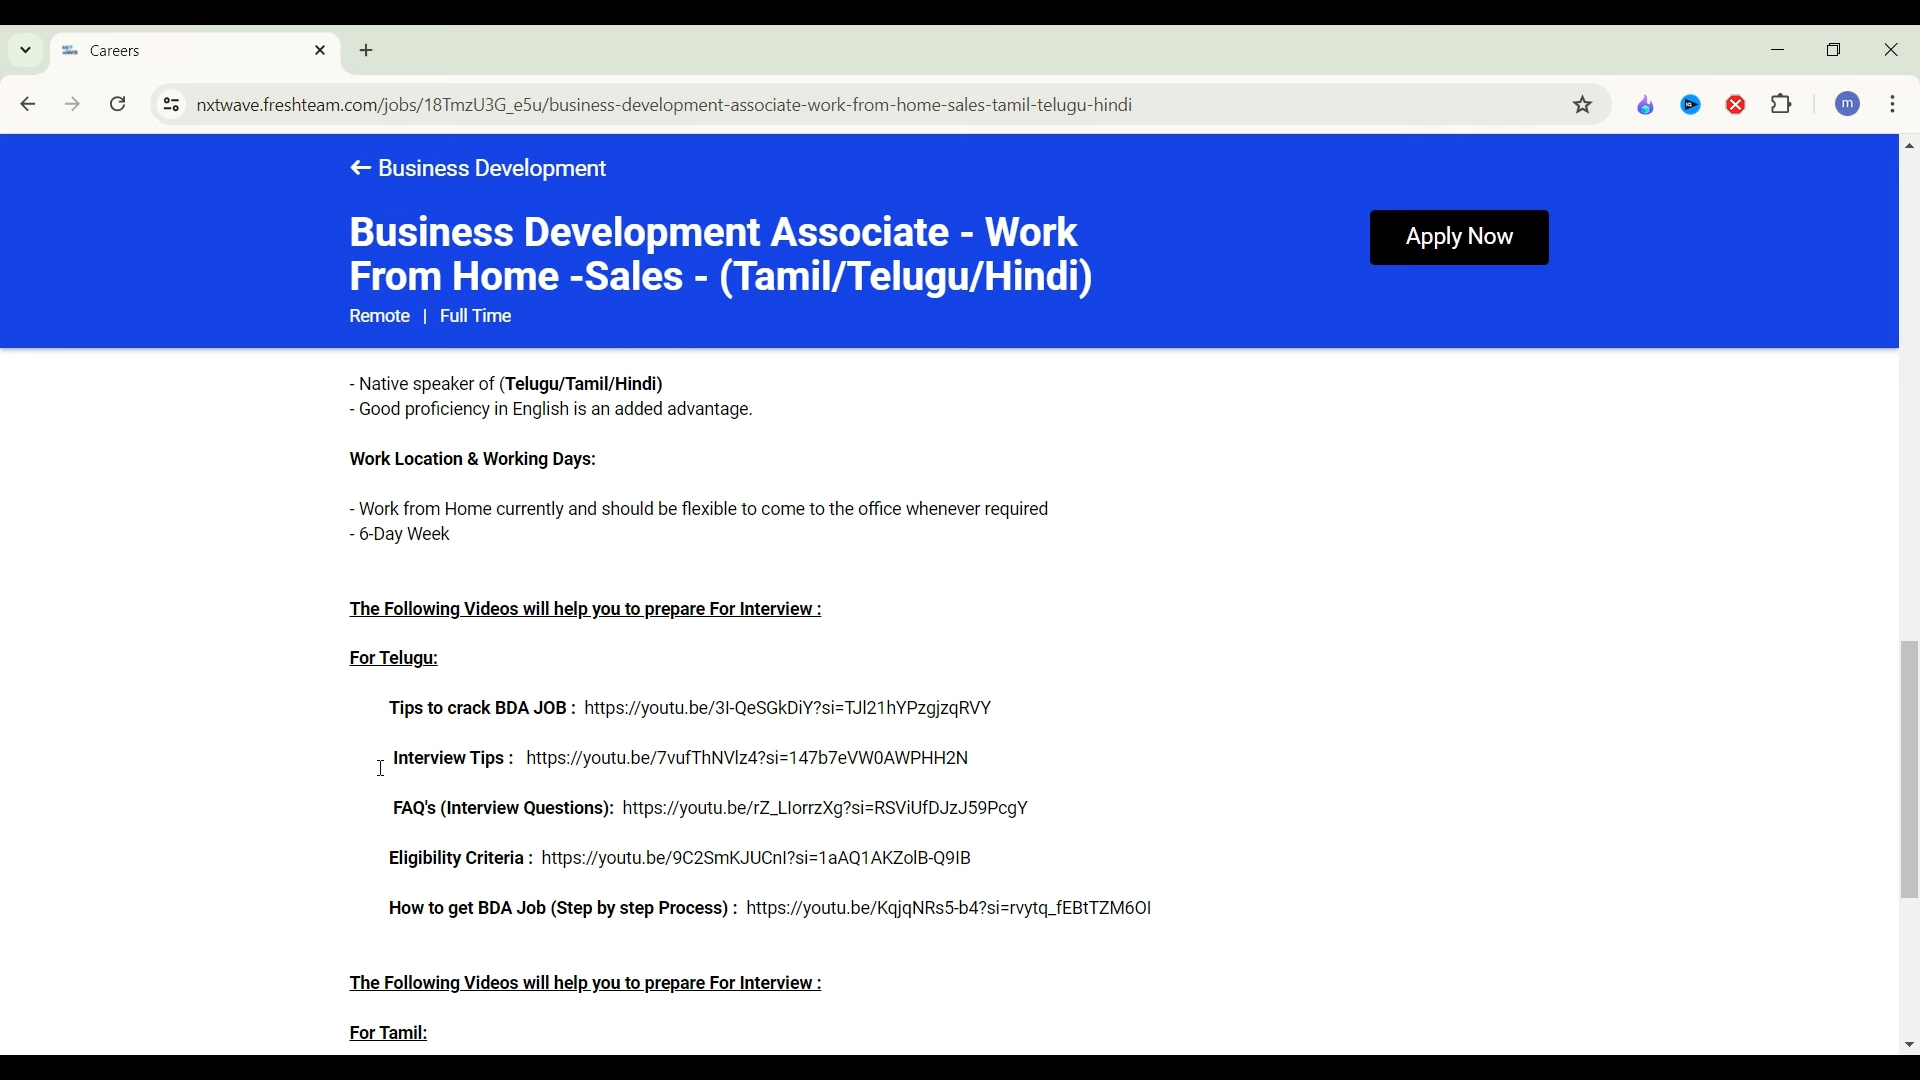 Careers
nxtwave.freshteam.com/jobs/18TmzU3G_e5u/business-development-associate-work-from-home-sales-tamil-telugu-hindi
m
← Business Development
Business Development Associate - Work
From Home -Sales - (Tamil/Telugu/Hindi)
Remote | Full Time
Apply Now
- Native speaker of (Telugu/Tamil/Hindi)
- Good proficiency in English is an added advantage.
Work Location & Working Days:
- Work from Home currently and should be flexible to come to the office whenever required
- 6-Day Week
The Following Videos will help you to prepare For Interview :
For Telugu:
Tips to crack BDA JOB : https://youtu.be/3I-QeSGkDiY?si=TJl21hYPzgjzqRVY
Interview Tips : https://youtu.be/7vufThNVlz4?si=147b7eVW0AWPHH2N
FAQ's (Interview Questions): https://youtu.be/rZ_LlorrzXg?si=RSViUfDJzJ59PcgY
Eligibility Criteria : https://youtu.be/9C2SmKJUCnI?si=1aAQ1AKZolB-Q9IB
How to get BDA Job (Step by step Process) : https://youtu.be/KqjqNRs5-b4?si=rvytq_fEBtTZM6OI
The Following Videos will help you to prepare For Interview :
For Tamil: